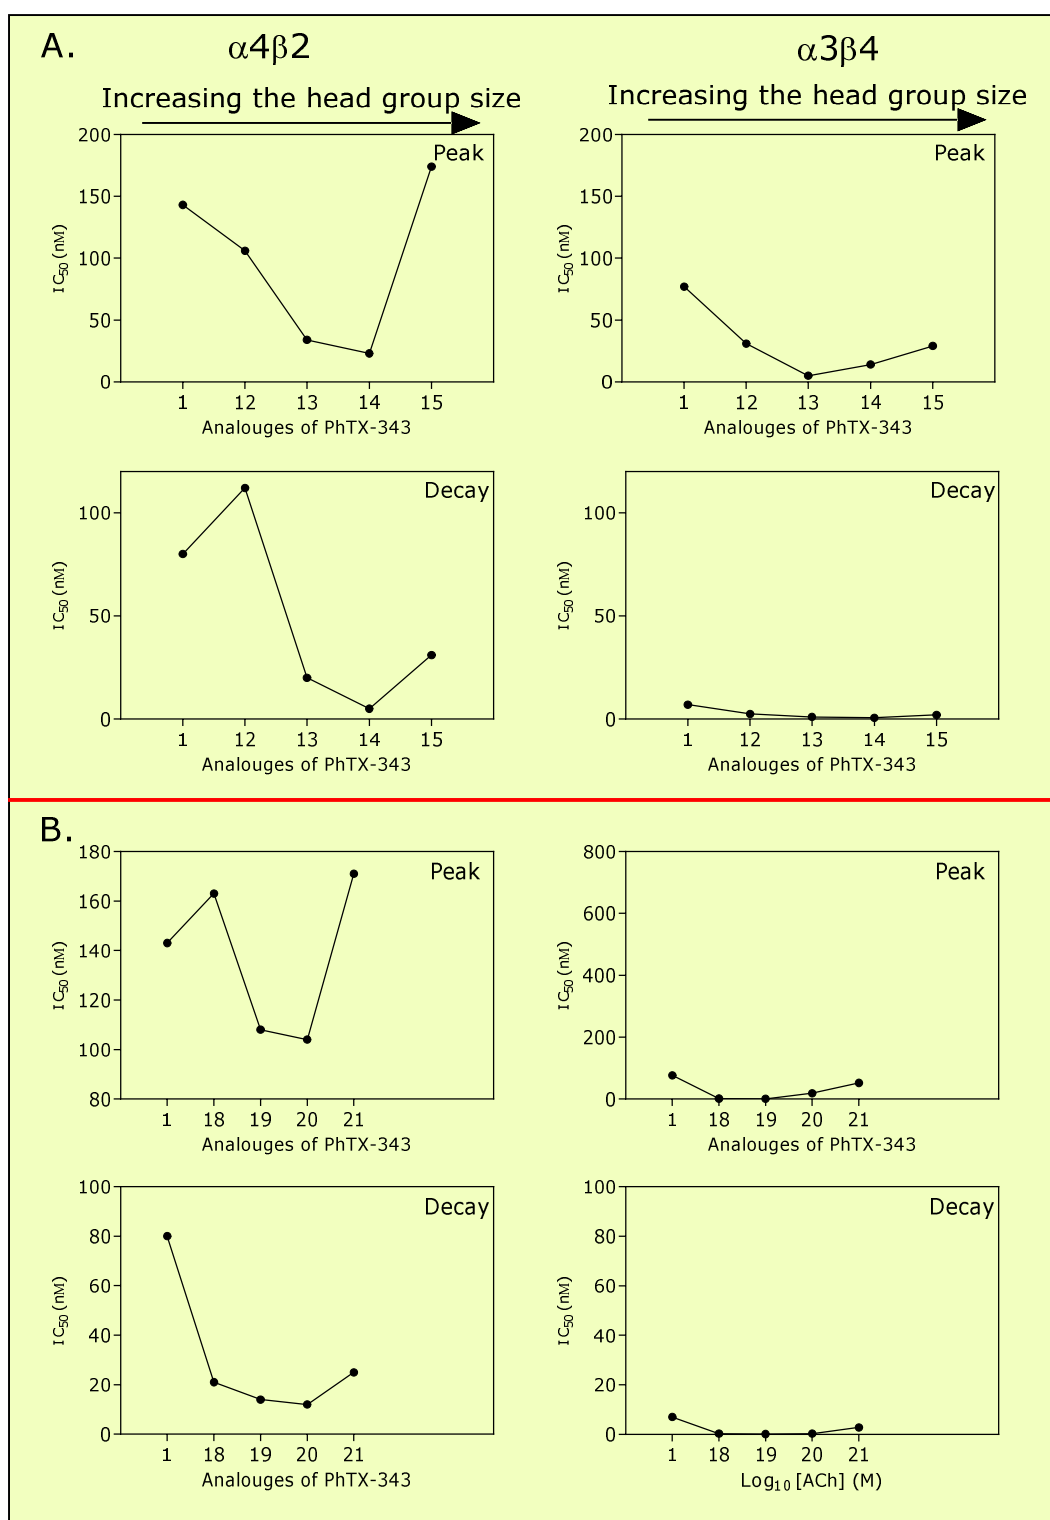 A.
α4β2
α3β4
Increasing the head group size
Increasing the head group size
Peak
200
150
100
50
0
IC50 (nM)
1 12 13 14 15
Analouges of PhTX-343
Peak
200
150
100
50
0
IC50 (nM)
1 12 13 14 15
Analouges of PhTX-343
Decay
100
50
0
IC50 (nM)
1 12 13 14 15
Analouges of PhTX-343
Decay
100
50
0
IC50 (nM)
1 12 13 14 15
Analouges of PhTX-343
B.
Peak
180
160
140
120
100
80
IC50 (nM)
1 18 19 20 21
Analouges of PhTX-343
Peak
800
600
400
200
0
IC50 (nM)
1 18 19 20 21
Analouges of PhTX-343
Decay
100
80
60
40
20
0
IC50 (nM)
1 18 19 20 21
Analouges of PhTX-343
Decay
100
80
60
40
20
0
IC50 (nM)
1 18 19 20 21
Log10 [ACh] (M)